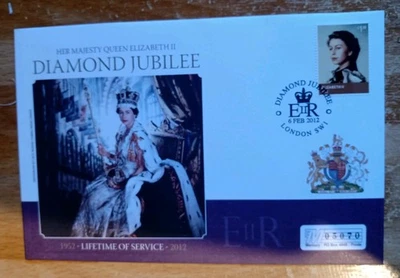 HER MAJESTY QUEEN ELIZABETH II
DIAMOND JUBILEE
DIAMOND JUBILEE
EIIR
6 FEB 2012
LONDON SW1
1952 • LIFETIME OF SERVICE • 2012
EIIR
03070